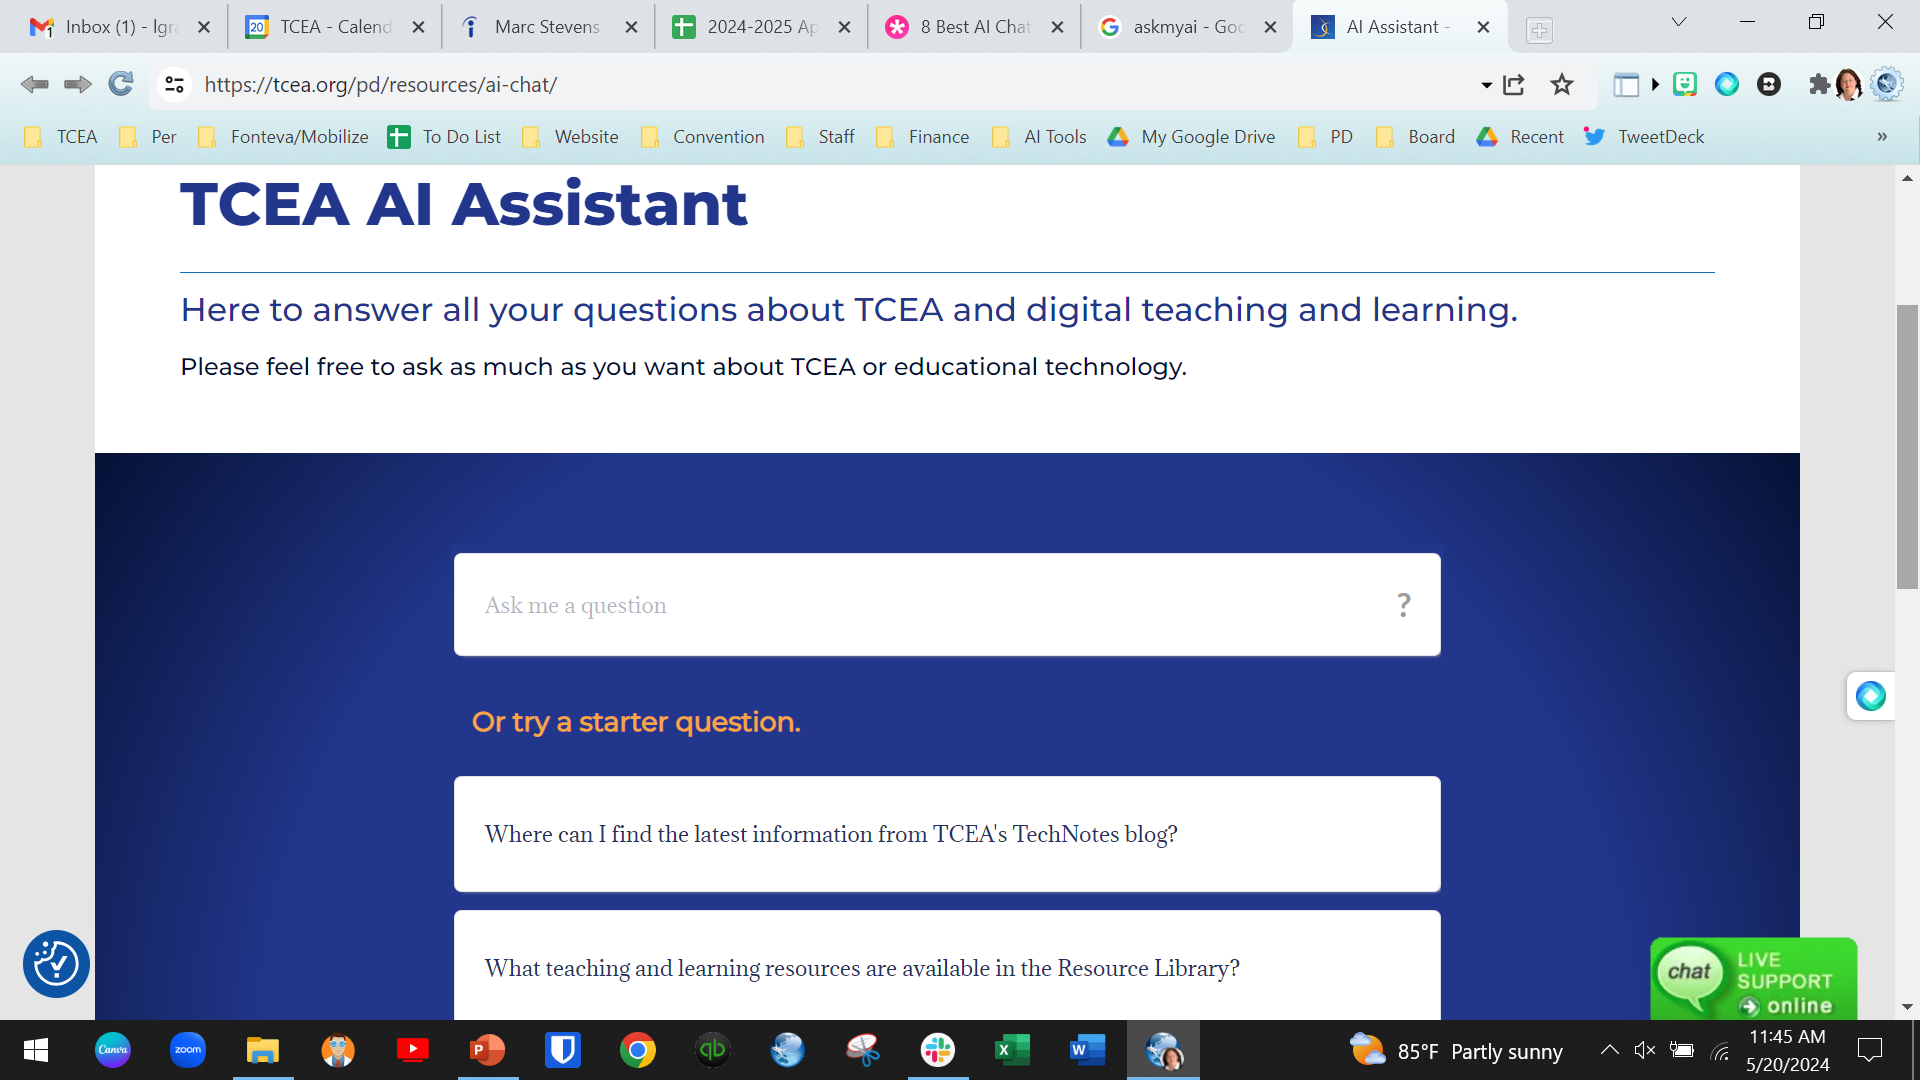 Inbox (1) - lgra
20
TCEA - Calend
Marc Stevens
2024-2025 Ap
8 Best AI Chat
askmyai - Goo
AI Assistant -
https://tcea.org/pd/resources/ai-chat/
TCEA
Per
Fonteva/Mobilize
To Do List
Website
Convention
Staff
Finance
AI Tools
My Google Drive
PD
Board
Recent
TweetDeck
»
TCEA AI Assistant
Here to answer all your questions about TCEA and digital teaching and learning.
Please feel free to ask as much as you want about TCEA or educational technology.
Ask me a question
?
Or try a starter question.
Where can I find the latest information from TCEA's TechNotes blog?
What teaching and learning resources are available in the Resource Library?
chat
LIVE
SUPPORT
online
Canva
zoom
P
qb
X
W
85°F Partly sunny
11:45 AM
5/20/2024